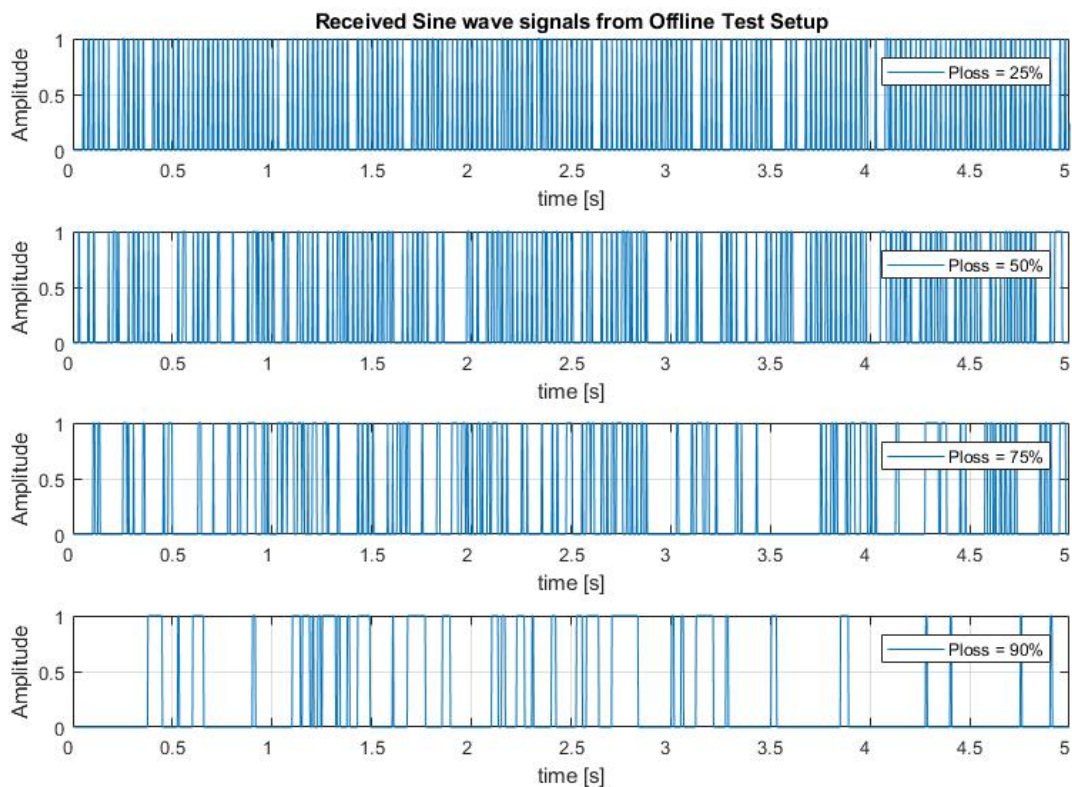 Received Sine wave signals from Offline Test Setup
1
0.5
0
Amplitude
Ploss = 25%
0 0.5 1 1.5 2 2.5 3 3.5 4 4.5 5
time [s]
1
0.5
0
Amplitude
Ploss = 50%
0 0.5 1 1.5 2 2.5 3 3.5 4 4.5 5
time [s]
1
0.5
0
Amplitude
Ploss = 75%
0 0.5 1 1.5 2 2.5 3 3.5 4 4.5 5
time [s]
1
0.5
0
Amplitude
Ploss = 90%
0 0.5 1 1.5 2 2.5 3 3.5 4 4.5 5
time [s]